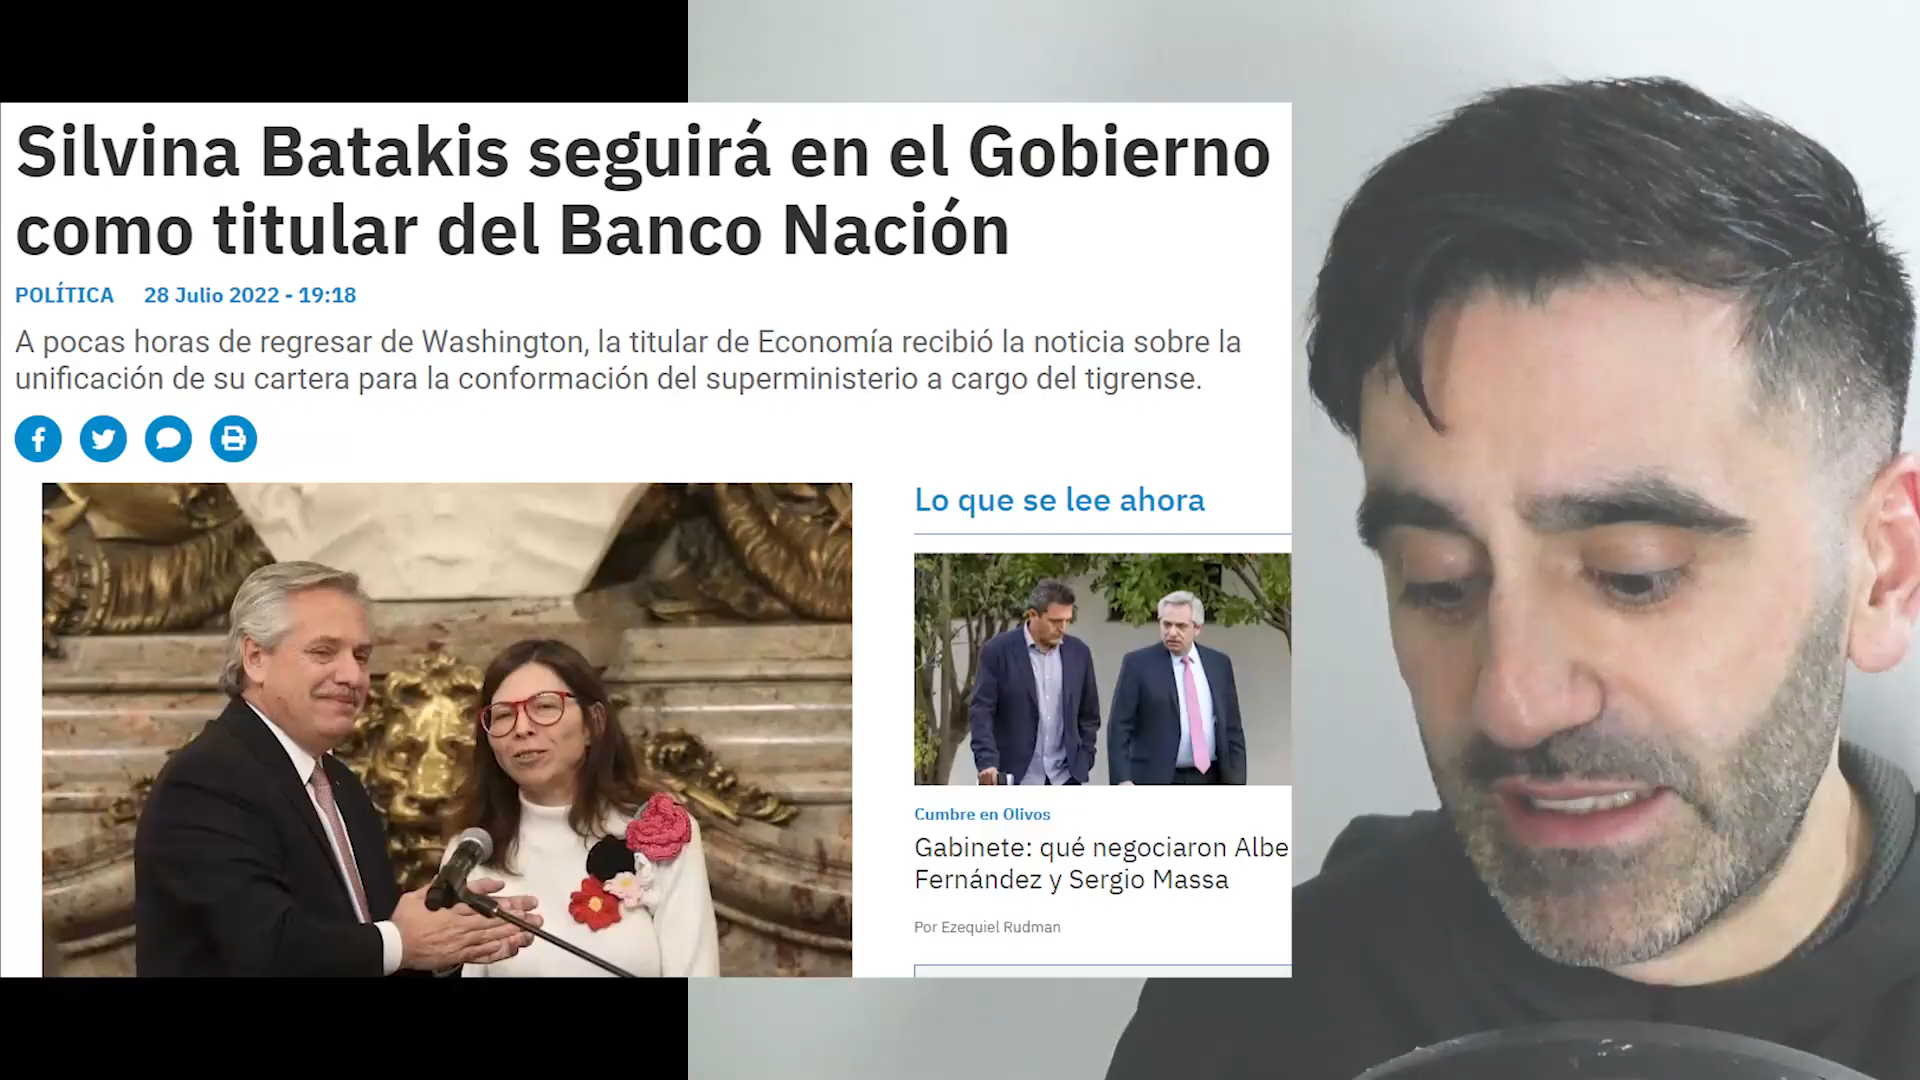 Silvina Batakis seguirá en el Gobierno
como titular del Banco Nación
POLÍTICA 28 Julio 2022 - 19:18
A pocas horas de regresar de Washington, la titular de Economía recibió la noticia sobre la
unificación de su cartera para la conformación del superministerio a cargo del tigrense.
Lo que se lee ahora
Cumbre en Olivos
Gabinete: qué negociaron Albe
Fernández y Sergio Massa
Por Ezequiel Rudman